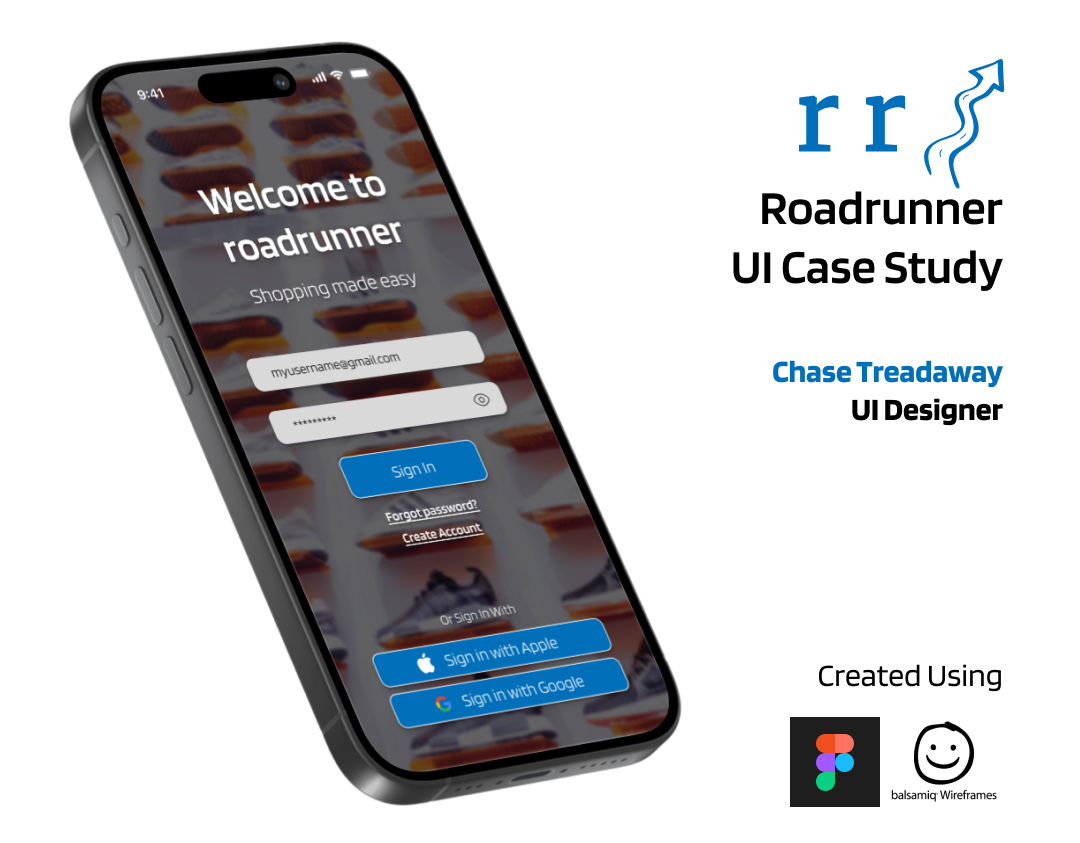 9:41
Welcome to
roadrunner
Shopping made easy
myusername@gmail.com
*********
Sign In
Forgot password?
Create Account
Or Sign In With
Sign in with Apple
Sign in with Google
r r
Roadrunner
UI Case Study
Chase Treadaway
UI Designer
Created Using
balsamiq Wireframes